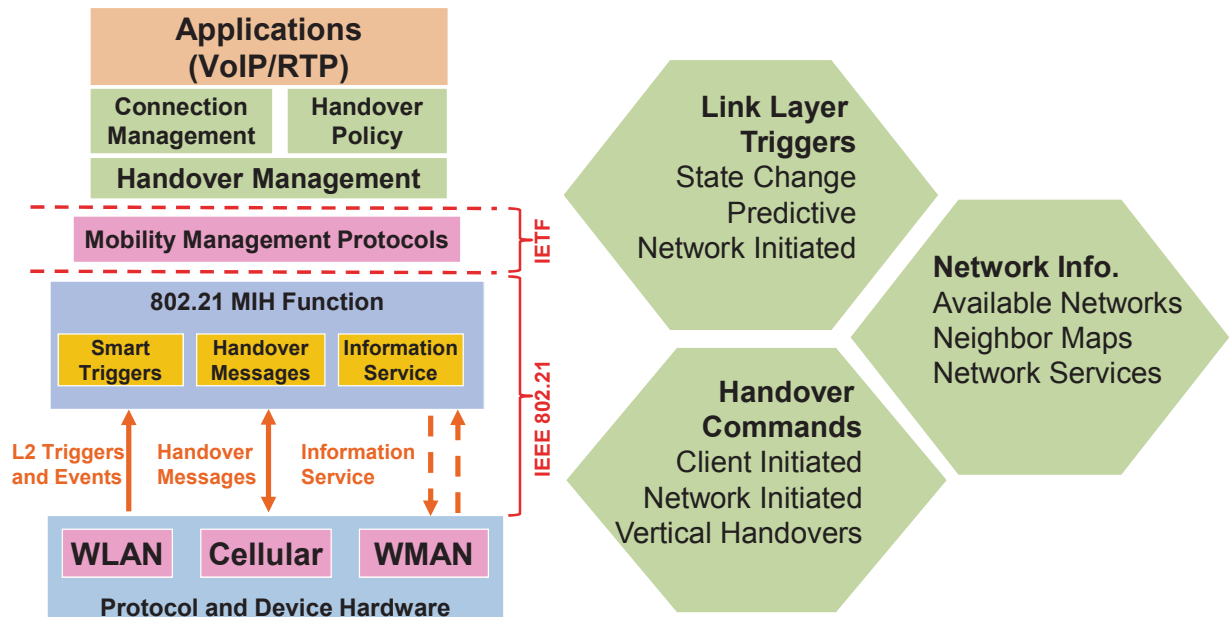 Applications
(VoIP/RTP)
Connection
Management
Handover
Policy
Handover Management
Mobility Management Protocols
IETF
802.21 MIH Function
Smart
Triggers
Handover
Messages
Information
Service
IEEE 802.21
L2 Triggers
and Events
Handover
Messages
Information
Service
WLAN
Cellular
WMAN
Protocol and Device Hardware
Link Layer
Triggers
State Change
Predictive
Network Initiated
Network Info.
Available Networks
Neighbor Maps
Network Services
Handover
Commands
Client Initiated
Network Initiated
Vertical Handovers